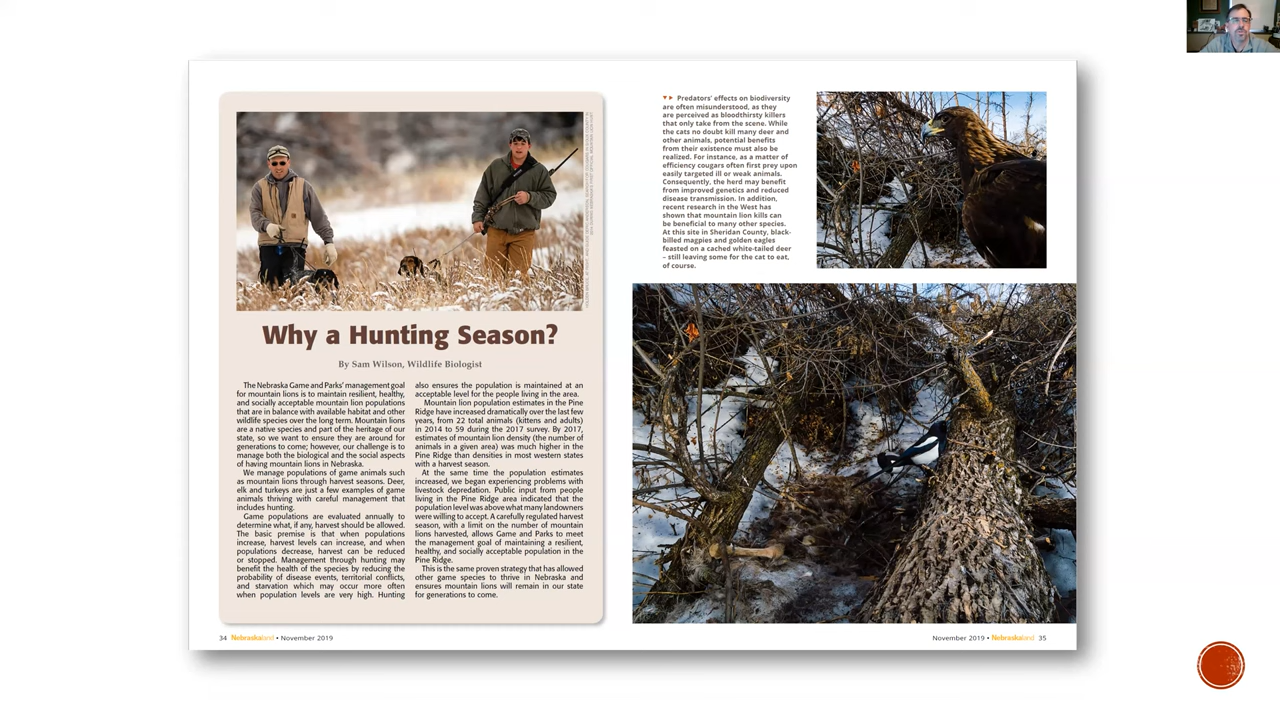 Why a Hunting Season?
By Sam Wilson, Wildlife Biologist
The Nebraska Game and Parks' management goal
for mountain lions is to maintain resilient, healthy,
and socially acceptable mountain lion populations
that are in balance with available habitat and other
wildlife species over the long term. Mountain lions
are a native species and part of the heritage of our
state, so we want to ensure they are around for
generations to come; however, our challenge is to
manage both the biological and the social aspects
of having mountain lions in Nebraska.
We manage populations of game animals such
as mountain lions through harvest seasons. Deer,
elk and turkeys are just a few examples of game
animals thriving with careful management that
includes hunting.
Game populations are evaluated annually to
determine what, if any, harvest should be allowed.
The basic premise is that when populations
increase, harvest levels can increase, and when
populations decrease, harvest can be reduced
or stopped. Management through hunting may
benefit the health of the species by reducing the
probability of disease events, territorial conflicts,
and starvation which may occur more often
when population levels are very high. Hunting
also ensures the population is maintained at an
acceptable level for the people living in the area.
Mountain lion population estimates in the Pine
Ridge have increased dramatically over the last few
years, from 22 total animals (kittens and adults)
in 2014 to 59 during the 2017 survey. By 2017,
estimates of mountain lion density (the number of
animals in a given area) was much higher in the
Pine Ridge than densities in most western states
with a harvest season.
At the same time the population estimates
increased, we began experiencing problems with
livestock depredation. Public input from people
living in the Pine Ridge area indicated that the
population level was above what many landowners
were willing to accept. A carefully regulated harvest
season, with a limit on the number of mountain
lions harvested, allows Game and Parks to meet
the management goal of maintaining a resilient,
healthy, and socially acceptable population in the
Pine Ridge.
This is the same proven strategy that has allowed
other game species to thrive in Nebraska and
ensures mountain lions will remain in our state
for generations to come.
34 Nebraskaland • November 2019
Predators' effects on biodiversity
are often misunderstood, as they
are perceived as bloodthirsty killers
that only take from the scene. While
the cats no doubt kill many deer and
other animals, potential benefits
from their existence must also be
realized. For instance, as a matter of
efficiency cougars often first prey upon
easily targeted ill or weak animals.
Consequently, the herd may benefit
from improved genetics and reduced
disease transmission. In addition,
recent research in the West has
shown that mountain lion kills can
be beneficial to many other species.
At this site in Sheridan County, black-
billed magpies and golden eagles
feasted on a cached white-tailed deer
– still leaving some for the cat to eat,
of course.
November 2019 • Nebraskaland 35